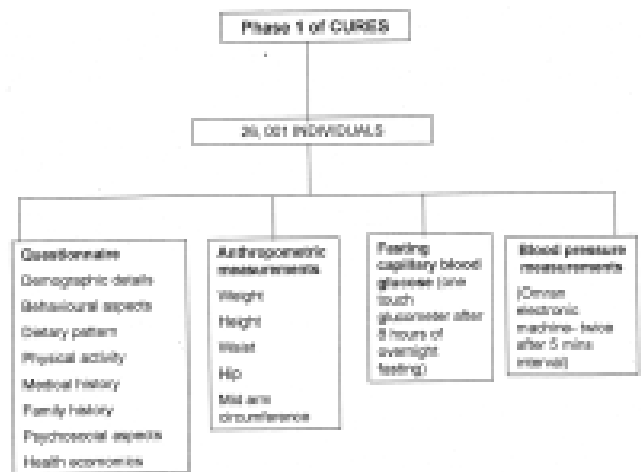 Phase 1 of CURES
26, 001 INDIVIDUALS
Questionnaire
Demographic details
Behavioural aspects
Dietary pattern
Physical activity
Medical history
Family history
Psychosocial aspects
Health economics
Anthropometric
measurements
Weight
Height
Waist
Hip
Mid arm
circumference
Fasting
capillary blood
glucose (one
touch
glucometer after
8 hours of
overnight
fasting)
Blood pressure
measurements
(Omron
electronic
machine- twice
after 5 mins
interval)